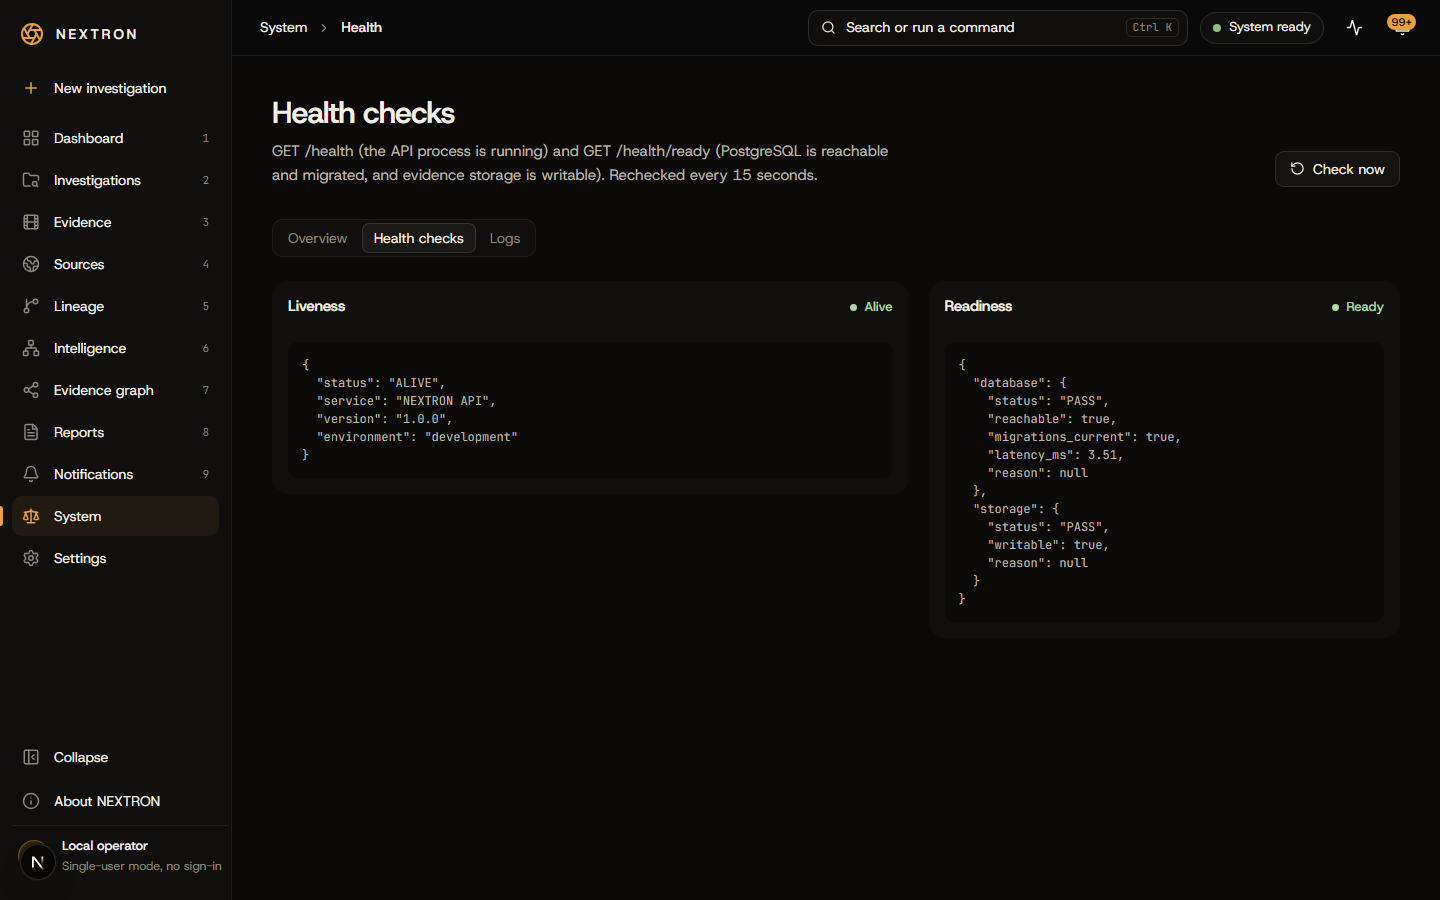 NEXTRON
System > Health
Search or run a command
Ctrl K
System ready
99+
New investigation
Dashboard 1
Investigations 2
Evidence 3
Sources 4
Lineage 5
Intelligence 6
Evidence graph 7
Reports 8
Notifications 9
System
Settings
Collapse
About NEXTRON
N
Local operator
Single-user mode, no sign-in
Health checks
GET /health (the API process is running) and GET /health/ready (PostgreSQL is reachable
and migrated, and evidence storage is writable). Rechecked every 15 seconds.
Check now
Overview Health checks Logs
Liveness
Alive
{
  "status": "ALIVE",
  "service": "NEXTRON API",
  "version": "1.0.0",
  "environment": "development"
}
Readiness
Ready
{
  "database": {
    "status": "PASS",
    "reachable": true,
    "migrations_current": true,
    "latency_ms": 3.51,
    "reason": null
  },
  "storage": {
    "status": "PASS",
    "writable": true,
    "reason": null
  }
}